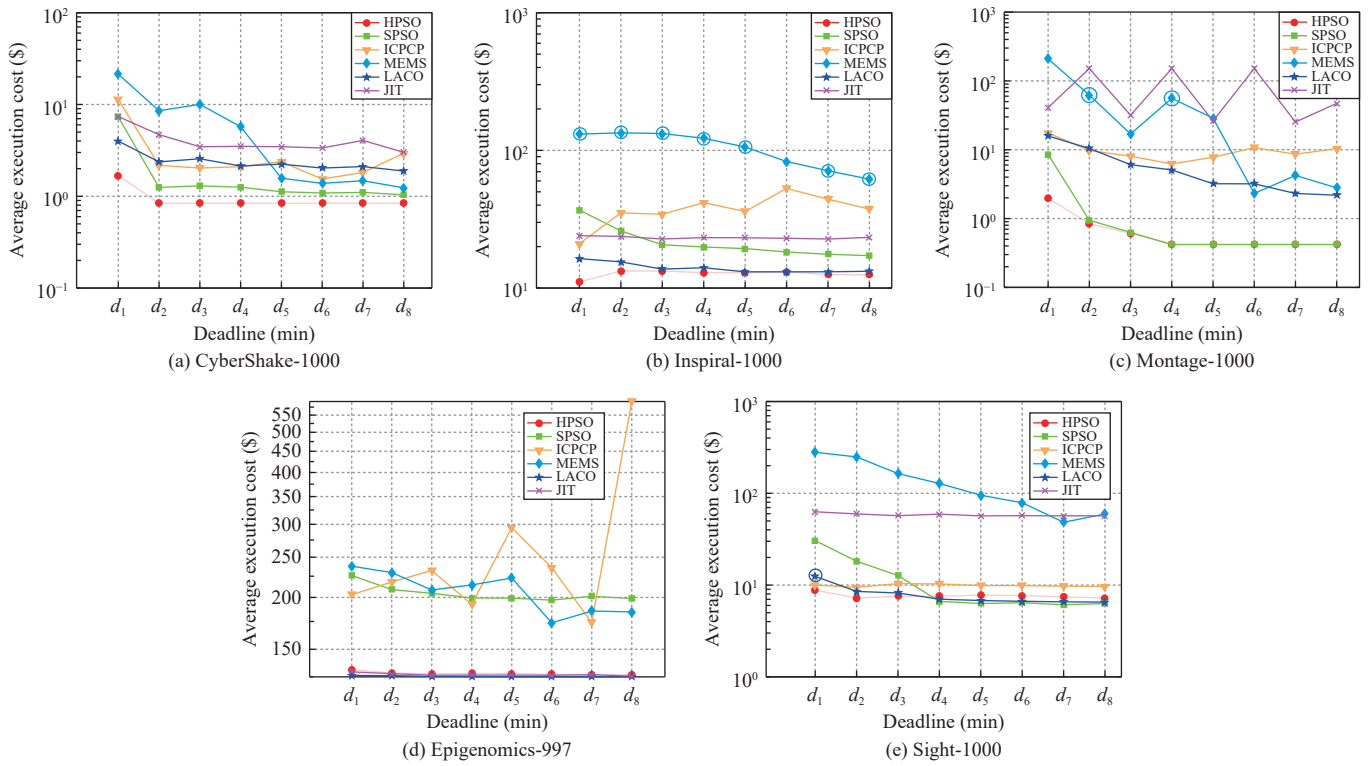 10²
10¹
10⁰
10⁻¹
Average execution cost ($)
HPSO
SPSO
ICPCP
MEMS
LACO
JIT
d₁ d₂ d₃ d₄ d₅ d₆ d₇ d₈
Deadline (min)
(a) CyberShake-1000
10³
10²
10¹
Average execution cost ($)
HPSO
SPSO
ICPCP
MEMS
LACO
JIT
d₁ d₂ d₃ d₄ d₅ d₆ d₇ d₈
Deadline (min)
(b) Inspiral-1000
10³
10²
10¹
10⁰
10⁻¹
Average execution cost ($)
HPSO
SPSO
ICPCP
MEMS
LACO
JIT
d₁ d₂ d₃ d₄ d₅ d₆ d₇ d₈
Deadline (min)
(c) Montage-1000
550
500
450
400
350
300
250
200
150
Average execution cost ($)
HPSO
SPSO
ICPCP
MEMS
LACO
JIT
d₁ d₂ d₃ d₄ d₅ d₆ d₇ d₈
Deadline (min)
(d) Epigenomics-997
10³
10²
10¹
10⁰
Average execution cost ($)
HPSO
SPSO
ICPCP
MEMS
LACO
JIT
d₁ d₂ d₃ d₄ d₅ d₆ d₇ d₈
Deadline (min)
(e) Sight-1000